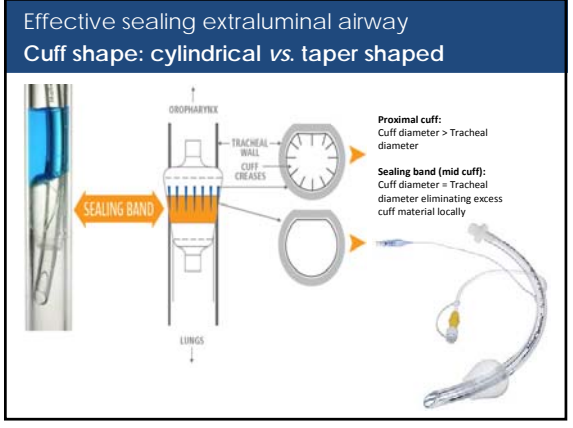 Effective sealing extraluminal airway
Cuff shape: cylindrical vs. taper shaped
OROPHARYNX
TRACHEAL
WALL
CUFF
CREASES
SEALING BAND
LUNGS
Proximal cuff:
Cuff diameter > Tracheal
diameter
Sealing band (mid cuff):
Cuff diameter = Tracheal
diameter eliminating excess
cuff material locally